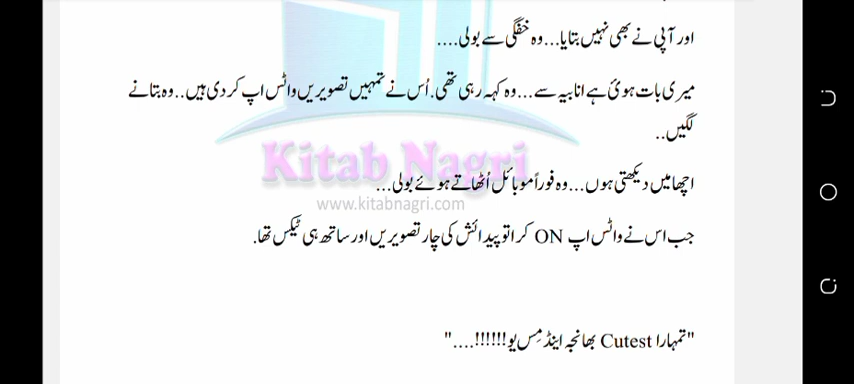 اور آپی نے بھی نہیں بتایا...وہ خفگی سے بولی....
میری بات ہوئ ہے انابیہ سے...وہ کہہ رہی تھی.اُس نے تمہیں تصویریں واٹس اپ کر دی ہیں..وہ بتانے
لگیں..
Kitab Nagri
اچھا میں دیکھتی ہوں...وہ فوراً موبائل اُٹھاتے ہوئے بولی...
www.kitabnagri.com
جب اس نے واٹس اپ ON کرا تو پیدائش کی چار تصویریں اور ساتھ ہی ٹیکس تھا.
"تمہارا Cutest بھانجہ اینڈ مِس یو!!!!!!...."